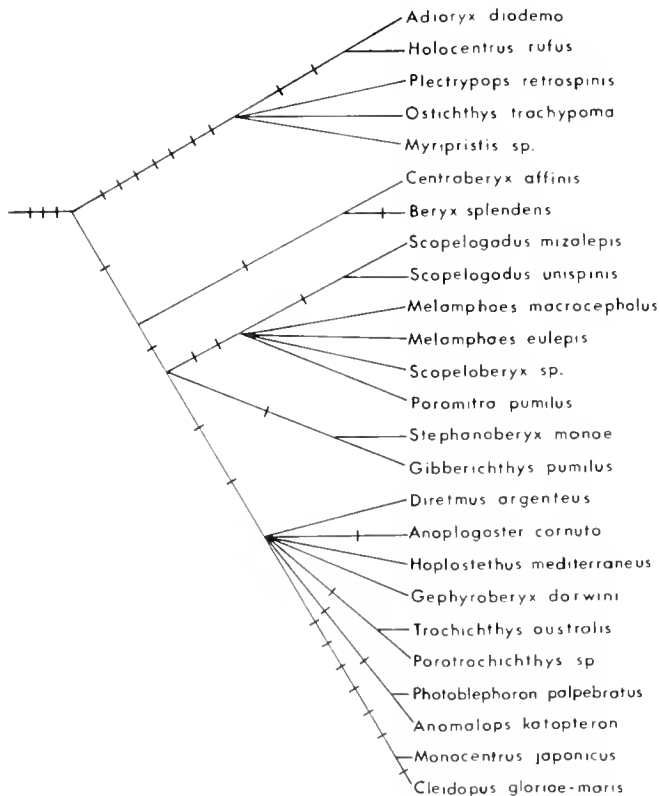 Adioryx diodemo
Holocentrus rufus
Plectrypops retrospinis
Ostichthys trachypoma
Myripristis sp.
Centroberyx affinis
Beryx splendens
Scopelogadus mizolepis
Scopelogadus unispinis
Melamphaes macrocephalus
Melamphaes eulepis
Scopeloberyx sp.
Poromitra pumilus
Stephanoberyx monae
Gibberichthys pumilus
Diretmus argenteus
Anoplogaster cornuta
Hoplostethus mediterraneus
Gephyroberyx darwini
Trachichthys australis
Paratrachichthys sp
Photoblepharon palpebratus
Anomalops katopteron
Monocentrus japonicus
Cleidopus gloriae-maris